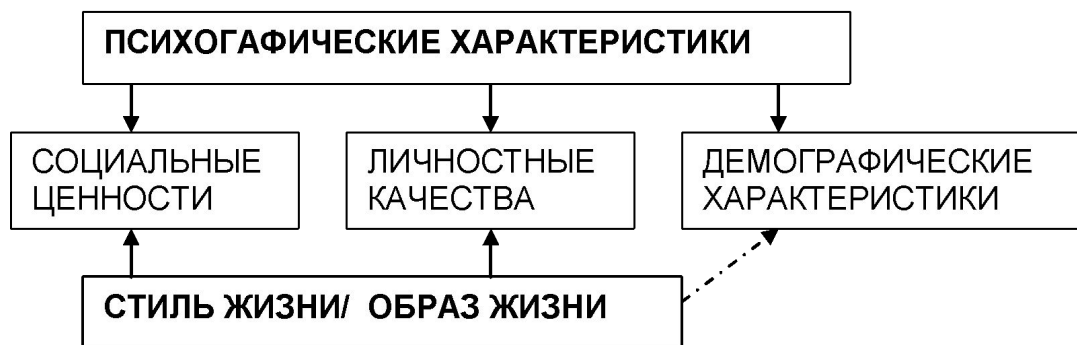 ПСИХОГАФИЧЕСКИЕ ХАРАКТЕРИСТИКИ
СОЦИАЛЬНЫЕ
ЦЕННОСТИ
ЛИЧНОСТНЫЕ
КАЧЕСТВА
ДЕМОГРАФИЧЕСКИЕ
ХАРАКТЕРИСТИКИ
СТИЛЬ ЖИЗНИ/ ОБРАЗ ЖИЗНИ